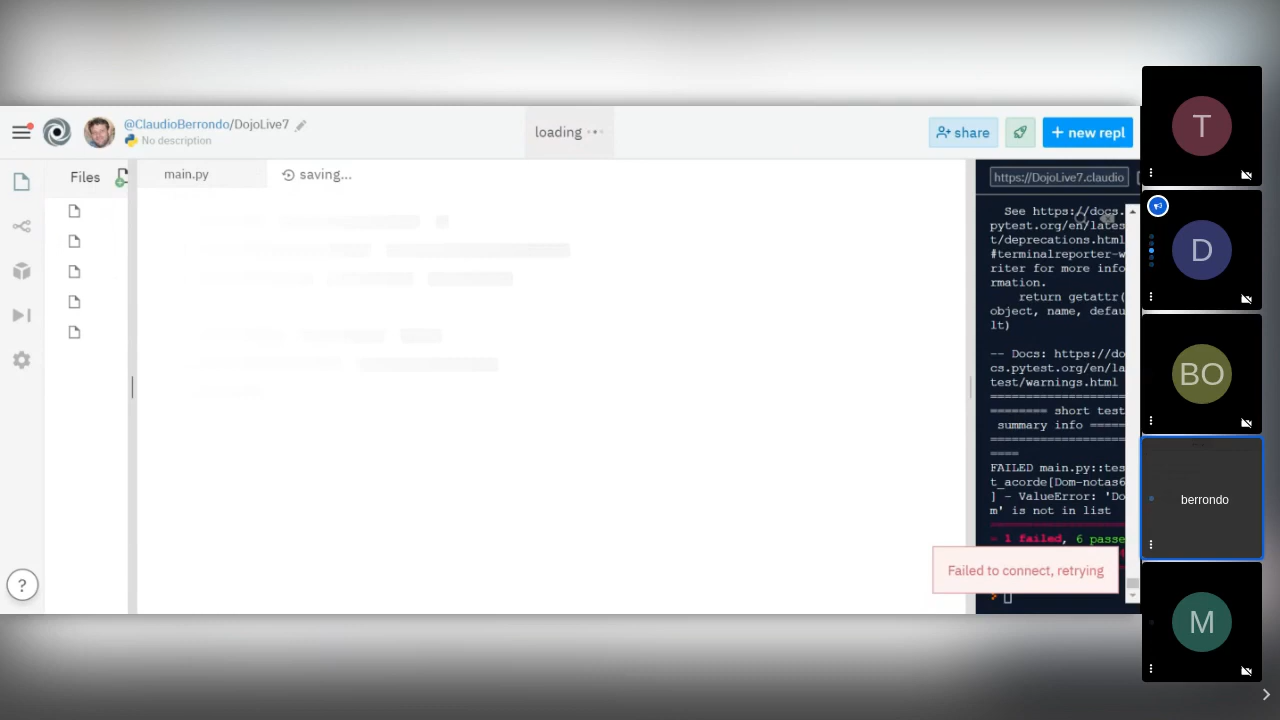 @ClaudioBerrondo/DojoLive7
No description
loading
share
+ new repl
Files
main.py
saving...
https://DojoLive7.claudio
See https://docs.
pytest.org/en/lates
t/deprecations.html
#terminalreporter-w
riter for more info
rmation.
return getattr(
object, name, defau
lt)
-- Docs: https://do
cs.pytest.org/en/la
test/warnings.html
===================
======== short test
summary info =====
===================
====
FAILED main.py::tes
t_acorde[Dom-notas6
] - ValueError: 'Do
m' is not in list
= 1 failed, 6 passe
Failed to connect, retrying
?
T
D
BO
berrondo
M